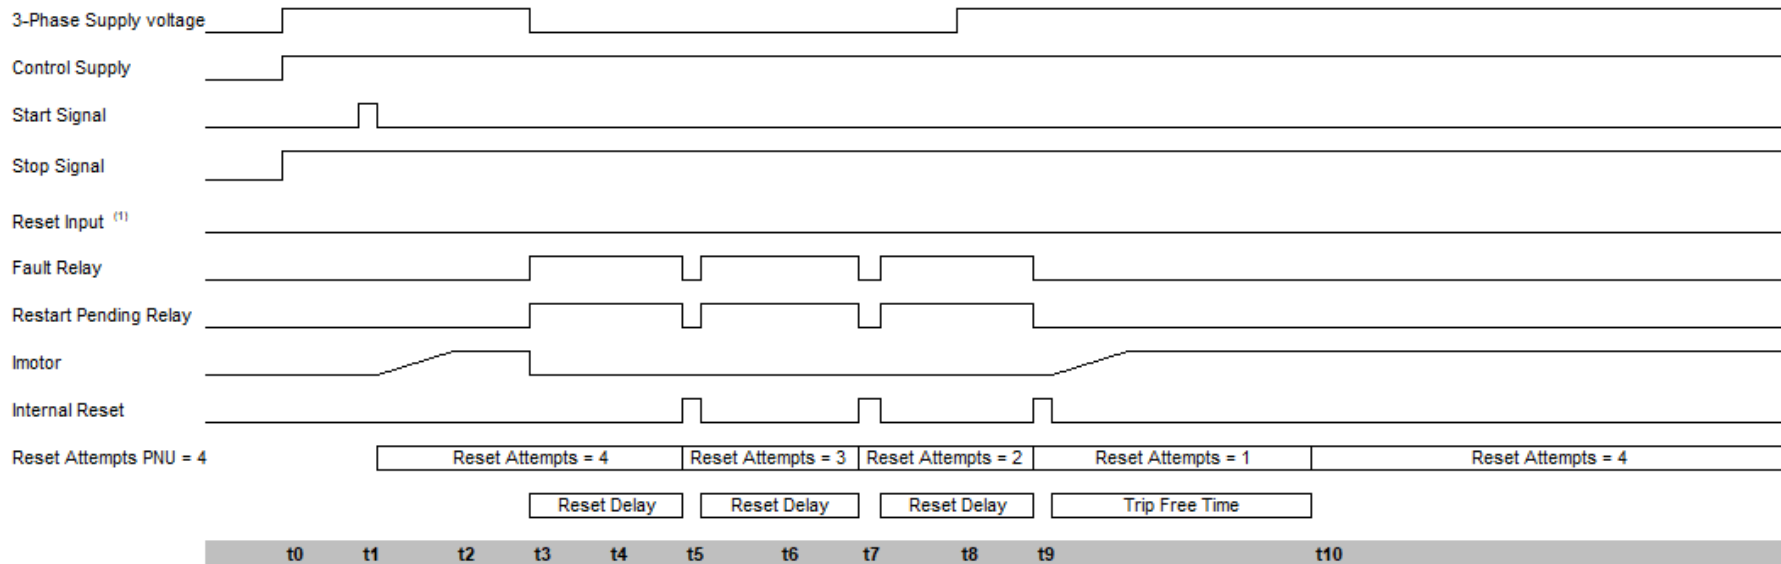 3-Phase Supply voltage
Control Supply
Start Signal
Stop Signal
Reset Input (1)
Fault Relay
Restart Pending Relay
Imotor
Internal Reset
Reset Attempts PNU = 4 Reset Attempts = 4 Reset Attempts = 3 Reset Attempts = 2 Reset Attempts = 1 Reset Attempts = 4
Reset Delay Reset Delay Reset Delay Trip Free Time
t0 t1 t2 t3 t4 t5 t6 t7 t8 t9 t10